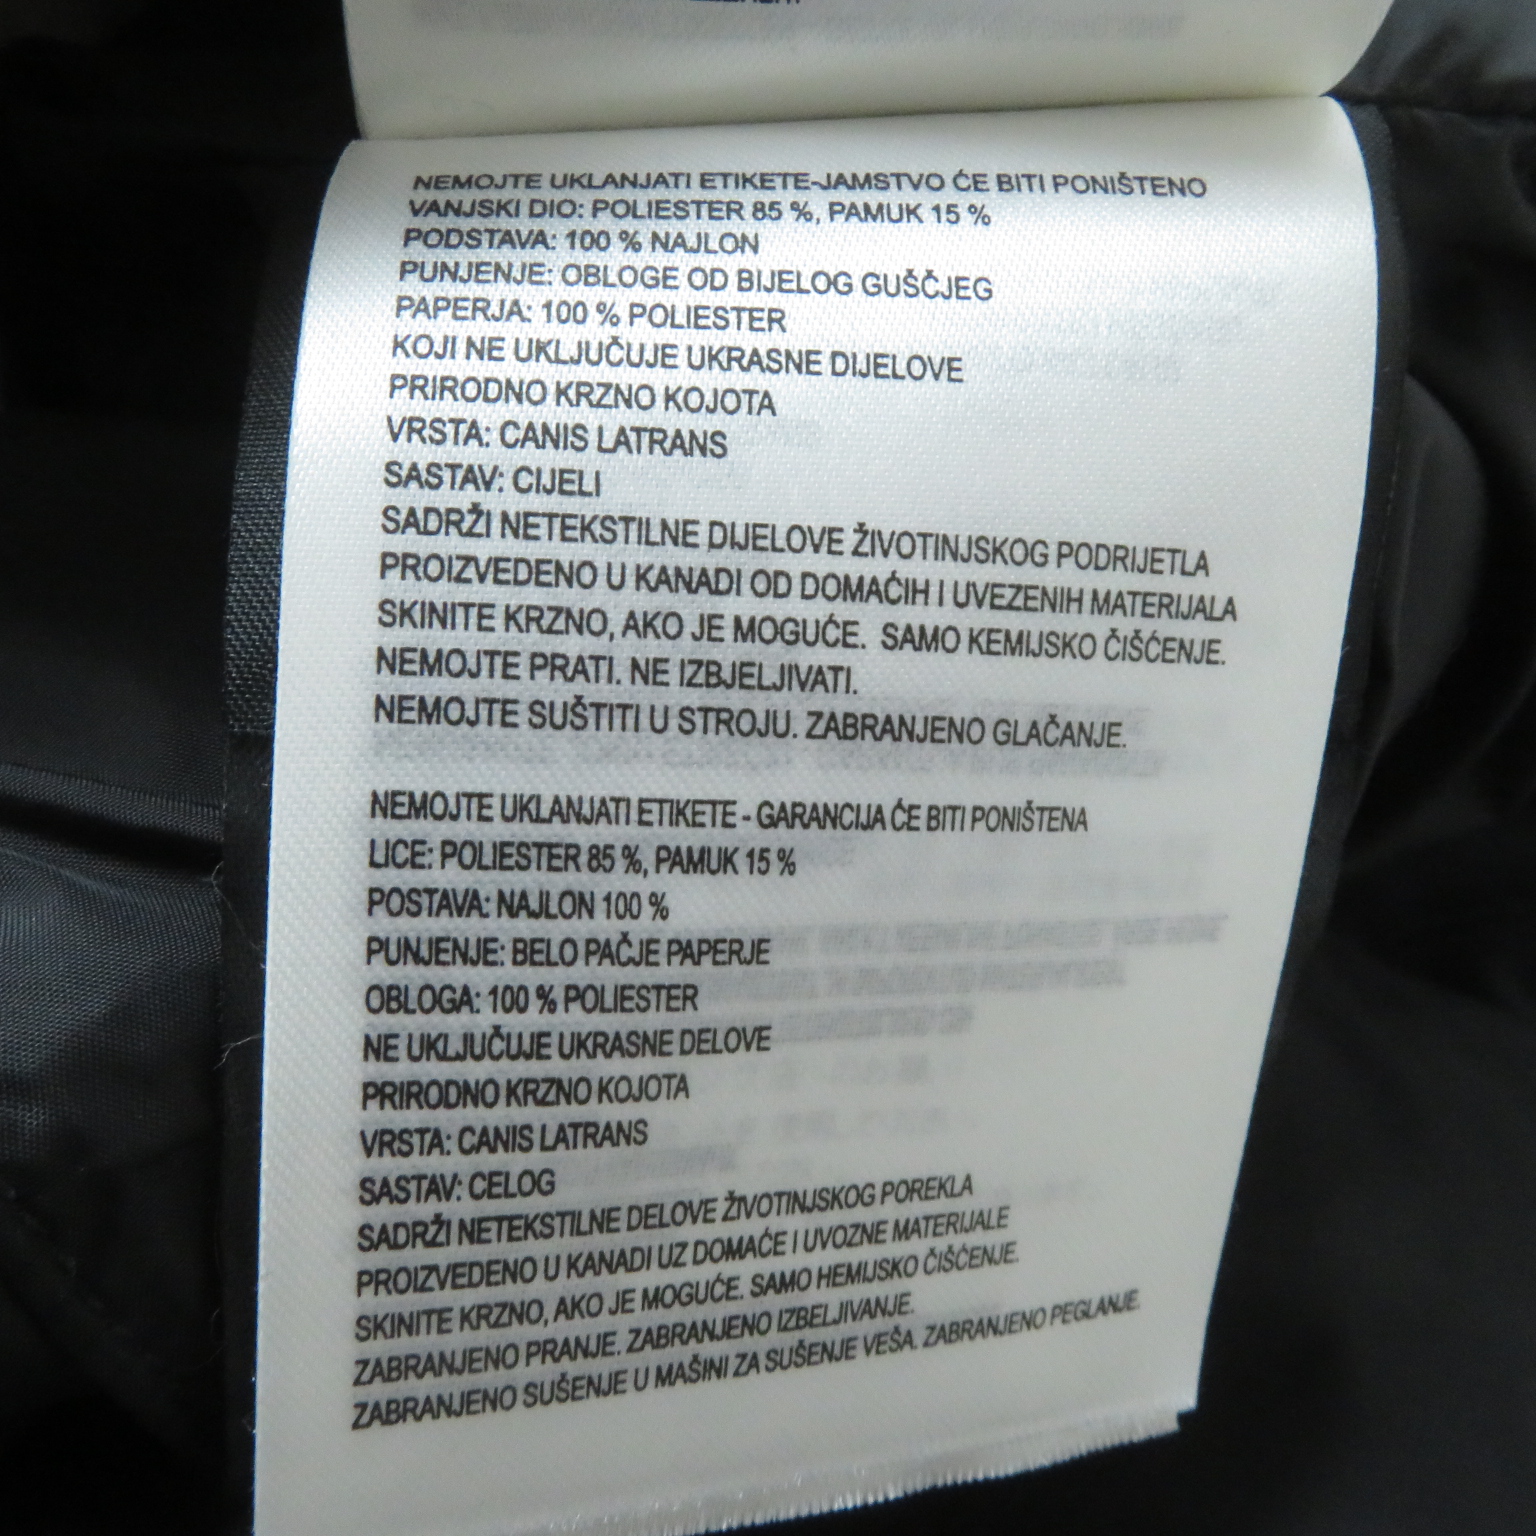 NEMOJTE UKLANJATI ETIKETE-JAMSTVO ĆE BITI PONIŠTENO
VANJSKI DIO: POLIESTER 85 %, PAMUK 15 %
PODSTAVA: 100 % NAJLON
PUNJENJE: OBLOGE OD BIJELOG GUŠČJEG
PAPERJA: 100 % POLIESTER
KOJI NE UKLJUČUJE UKRASNE DIJELOVE
PRIRODNO KRZNO KOJOTA
VRSTA: CANIS LATRANS
SASTAV: CIJELI
SADRŽI NETEKSTILNE DIJELOVE ŽIVOTINJSKOG PODRIJETLA
PROIZVEDENO U KANADI OD DOMAĆIH I UVEZENIH MATERIJALA
SKINITE KRZNO, AKO JE MOGUĆE. SAMO KEMIJSKO ČIŠĆENJE.
NEMOJTE PRATI. NE IZBJELJIVATI.
NEMOJTE SUŠTITI U STROJU. ZABRANJENO GLAČANJE.
NEMOJTE UKLANJATI ETIKETE - GARANCIJA ĆE BITI PONIŠTENA
LICE: POLIESTER 85 %, PAMUK 15 %
POSTAVA: NAJLON 100 %
PUNJENJE: BELO PAČJE PAPERJE
OBLOGA: 100 % POLIESTER
NE UKLJUČUJE UKRASNE DELOVE
PRIRODNO KRZNO KOJOTA
VRSTA: CANIS LATRANS
SASTAV: CELOG
SADRŽI NETEKSTILNE DELOVE ŽIVOTINJSKOG POREKLA
PROIZVEDENO U KANADI UZ DOMAĆE I UVOZNE MATERIJALE
SKINITE KRZNO, AKO JE MOGUĆE. SAMO HEMIJSKO ČIŠĆENJE.
ZABRANJENO PRANJE. ZABRANJENO IZBELJIVANJE.
ZABRANJENO SUŠENJE U MAŠINI ZA SUŠENJE VEŠA. ZABRANJENO PEGLANJE.